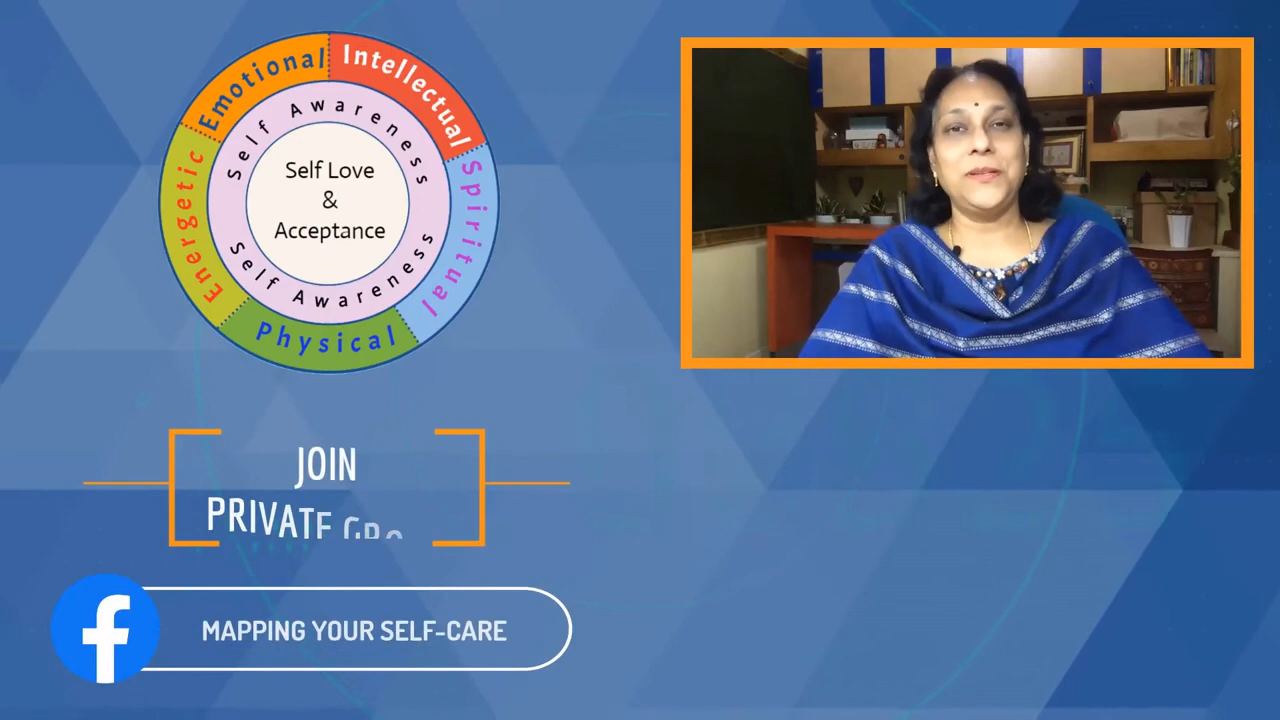 Emotional
Intellectual
Spiritual
Physical
Energetic
Self Awareness
Self Love
&
Acceptance
Self Awareness
JOIN
PRIVATE
MAPPING YOUR SELF-CARE